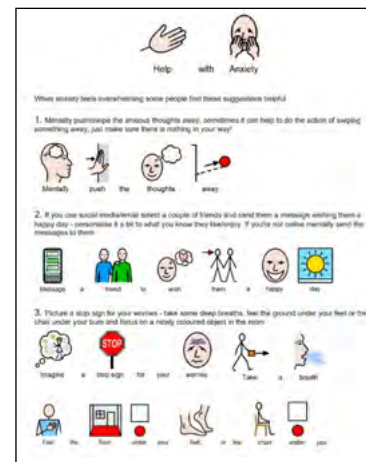 Help with Anxiety
When anxiety feels overwhelming some people find these suggestions helpful
1. Mentally push/swipe the anxious thoughts away, sometimes it can help to do the action of swiping
something away, just make sure there is nothing in your way!
Mentally push the thoughts away
2. If you use social media/email select a couple of friends and send them a message wishing them a
happy day - personalise it a bit to what you know they like/enjoy. If you're not online mentally send the
messages to them
Message a friend to wish them a happy day
3. Picture a stop sign for your worries - take some deep breaths, feel the ground under your feet or the
chair under your bum and focus on a nicely coloured object in the room
STOP
Imagine a stop sign for your worries Take a breath
Feel the floor under your feet, or the chair under you